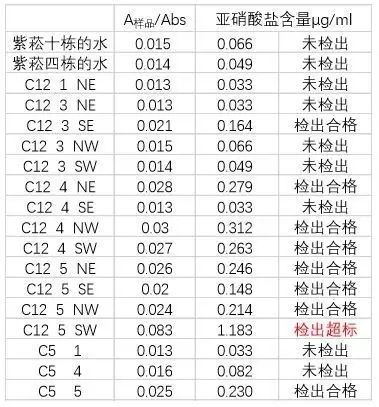 A样品/Abs 亚硝酸盐含量μg/ml
紫菘十栋的水 0.015 0.066 未检出
紫菘四栋的水 0.014 0.049 未检出
C12 1 NE 0.013 0.033 未检出
C12 3 NE 0.013 0.033 未检出
C12 3 SE 0.021 0.164 检出合格
C12 3 NW 0.015 0.066 未检出
C12 3 SW 0.014 0.049 未检出
C12 4 NE 0.028 0.279 检出合格
C12 4 SE 0.013 0.033 未检出
C12 4 NW 0.03 0.312 检出合格
C12 4 SW 0.027 0.263 检出合格
C12 5 NE 0.026 0.246 检出合格
C12 5 SE 0.02 0.148 检出合格
C12 5 NW 0.024 0.214 检出合格
C12 5 SW 0.083 1.183 检出超标
C5 1 0.013 0.033 未检出
C5 4 0.016 0.082 未检出
C5 5 0.025 0.230 检出合格